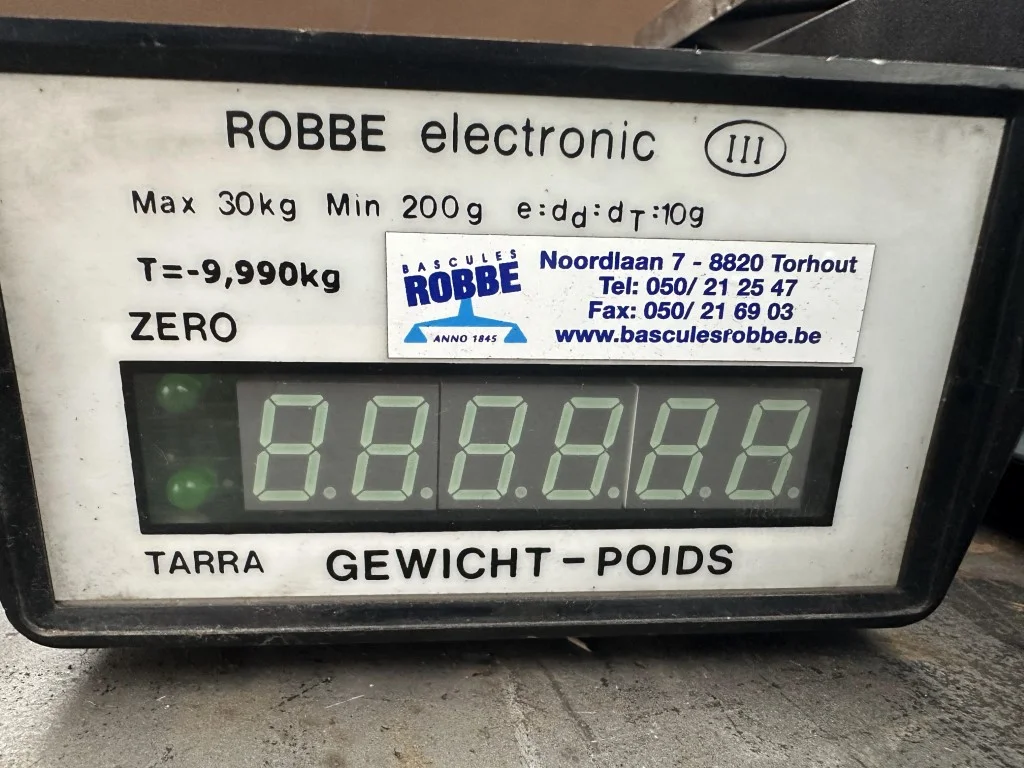 ROBBE electronic III
Max 30kg Min 200g e:dd:dT:10g
T=-9,990kg
BASCULES
ROBBE
ANNO 1845
Noordlaan 7 - 8820 Torhout
Tel: 050/ 21 25 47
Fax: 050/ 21 69 03
www.basculesrobbe.be
ZERO
TARRA GEWICHT-POIDS